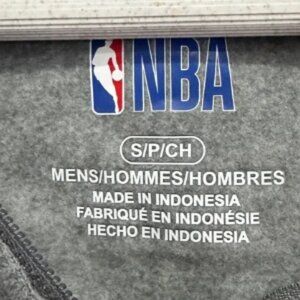 NBA
S/P/CH
MENS/HOMMES/HOMBRES
MADE IN INDONESIA
FABRIQUÉ EN INDONÉSIE
HECHO EN INDONESIA